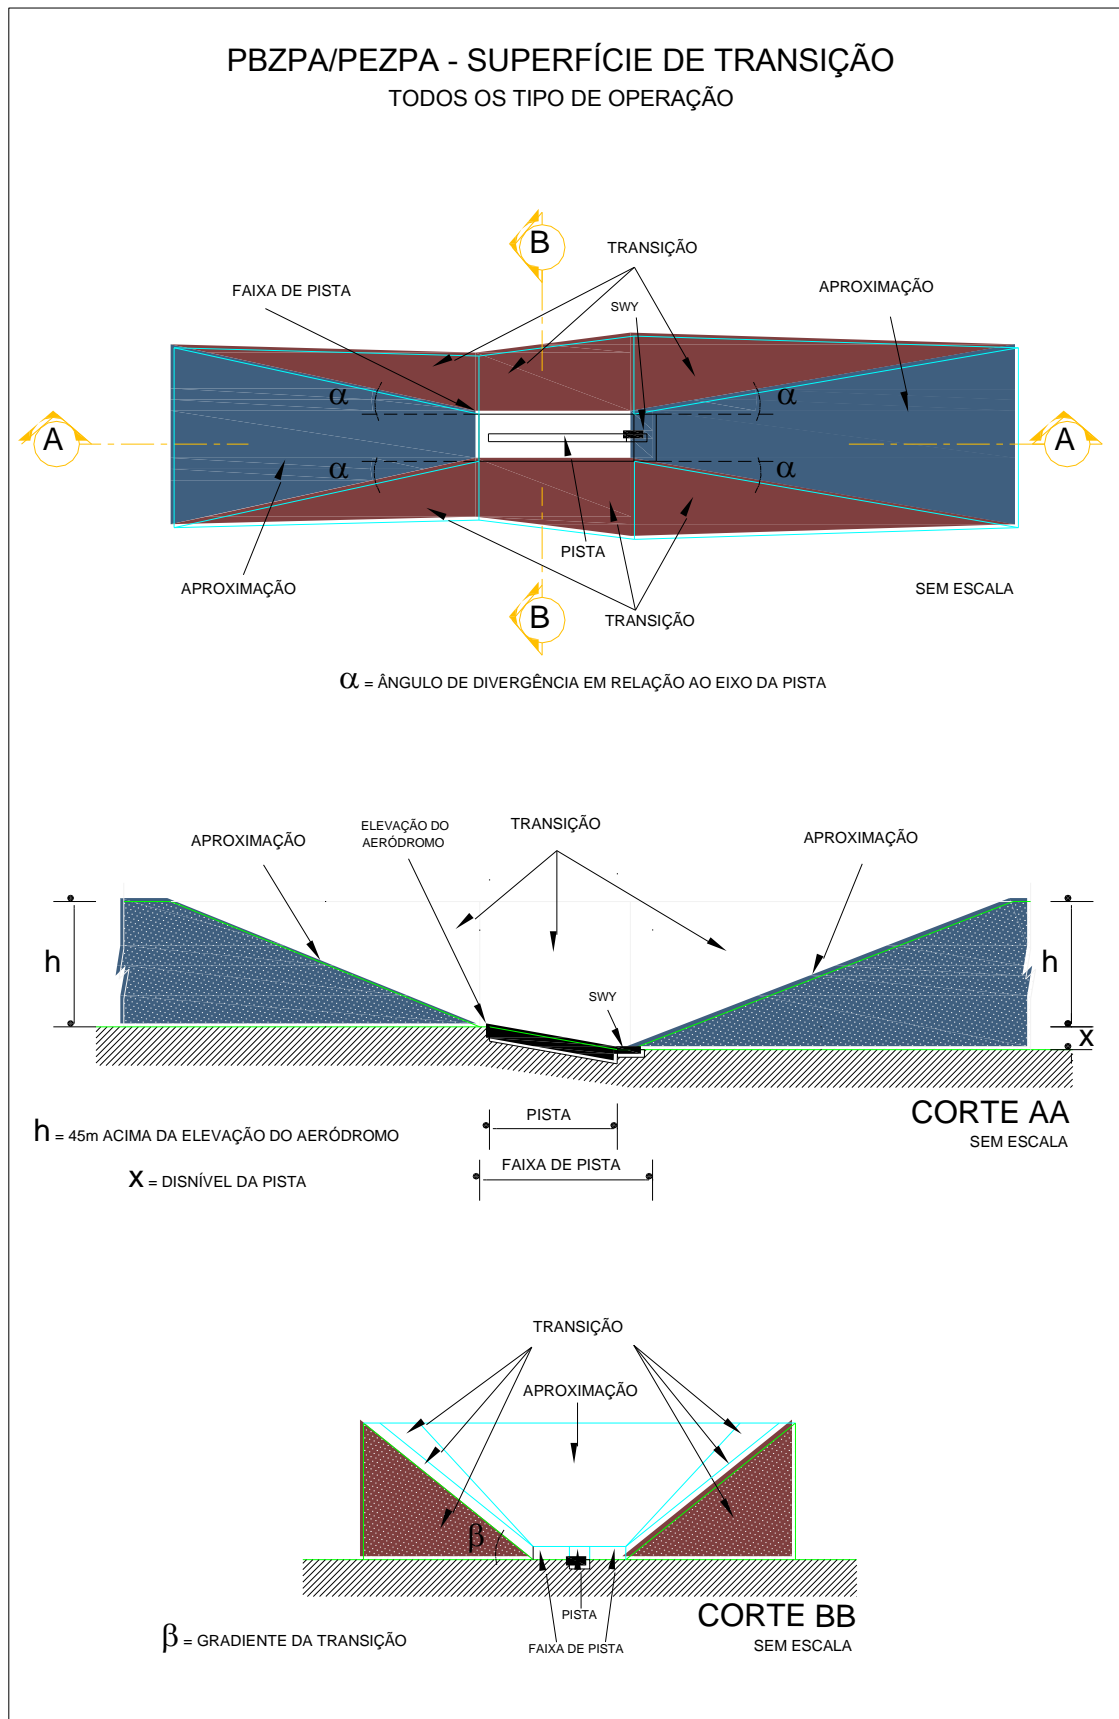 PBZPA/PEZPA - SUPERFÍCIE DE TRANSIÇÃO
TODOS OS TIPO DE OPERAÇÃO
B
TRANSIÇÃO
FAIXA DE PISTA
SWY
APROXIMAÇÃO
α
α
A
A
α
α
PISTA
APROXIMAÇÃO
B
TRANSIÇÃO
SEM ESCALA
α = ÂNGULO DE DIVERGÊNCIA EM RELAÇÃO AO EIXO DA PISTA
APROXIMAÇÃO
ELEVAÇÃO DO
AERÓDROMO
TRANSIÇÃO
APROXIMAÇÃO
h
h
SWY
x
PISTA
CORTE AA
SEM ESCALA
h = 45m ACIMA DA ELEVAÇÃO DO AERÓDROMO
FAIXA DE PISTA
x = DISNÍVEL DA PISTA
TRANSIÇÃO
APROXIMAÇÃO
β
PISTA
CORTE BB
SEM ESCALA
β = GRADIENTE DA TRANSIÇÃO
FAIXA DE PISTA